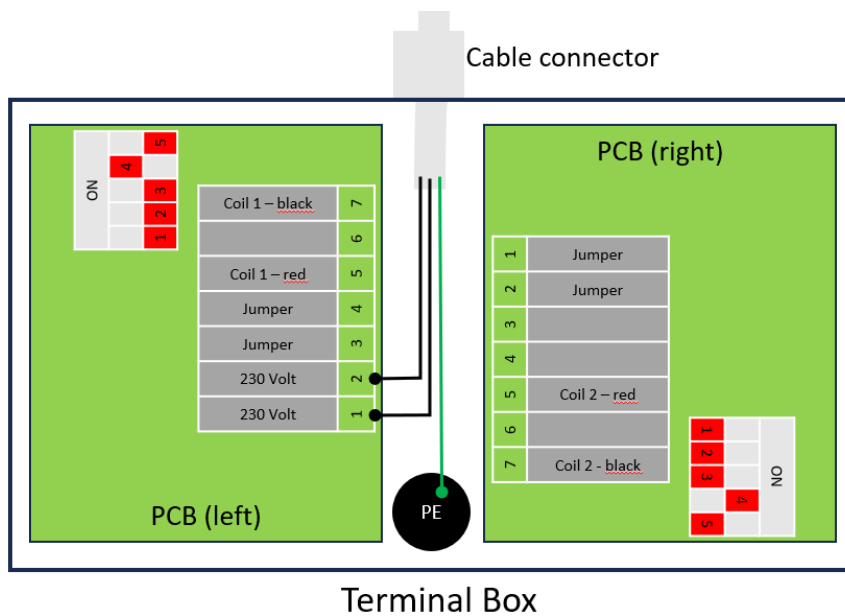 Cable connector
5
4
3
2
1
ON
Coil 1 – black
7
6
Coil 1 – red
5
Jumper
4
Jumper
3
230 Volt
2
230 Volt
1
PCB (left)
PE
PCB (right)
1
Jumper
2
Jumper
3
4
5
Coil 2 – red
6
7
Coil 2 - black
1
2
3
4
5
ON
Terminal Box